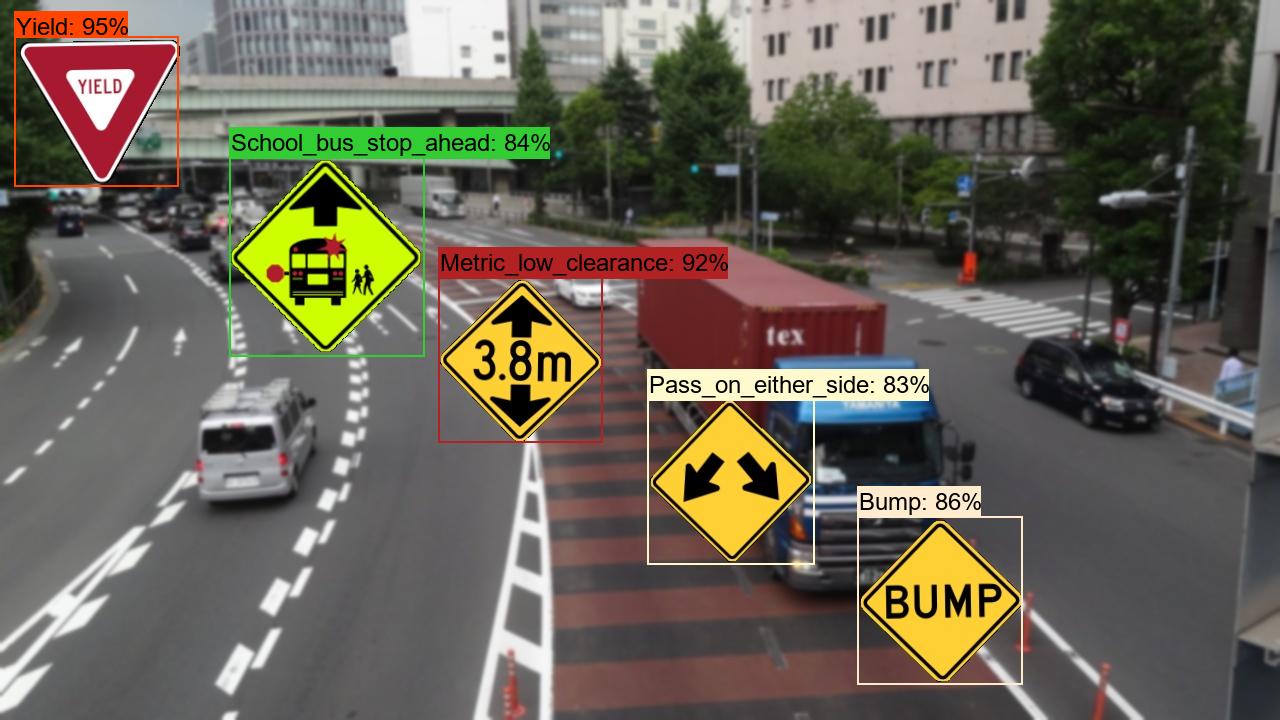 Yield: 95%
YIELD
School_bus_stop_ahead: 84%
Metric_low_clearance: 92%
3.8m
tex
Pass_on_either_side: 83%
Bump: 86%
BUMP